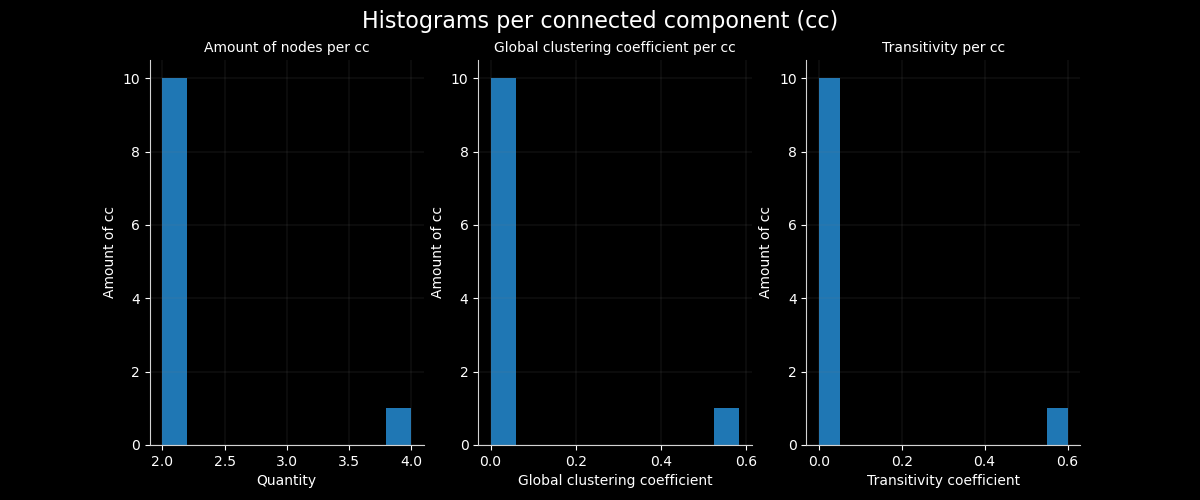 Histograms per connected component (cc)
Amount of nodes per cc
Amount of cc
0
2
4
6
8
10
2.0 2.5 3.0 3.5 4.0
Quantity
Global clustering coefficient per cc
Amount of cc
0
2
4
6
8
10
0.0 0.2 0.4 0.6
Global clustering coefficient
Transitivity per cc
Amount of cc
0
2
4
6
8
10
0.0 0.2 0.4 0.6
Transitivity coefficient